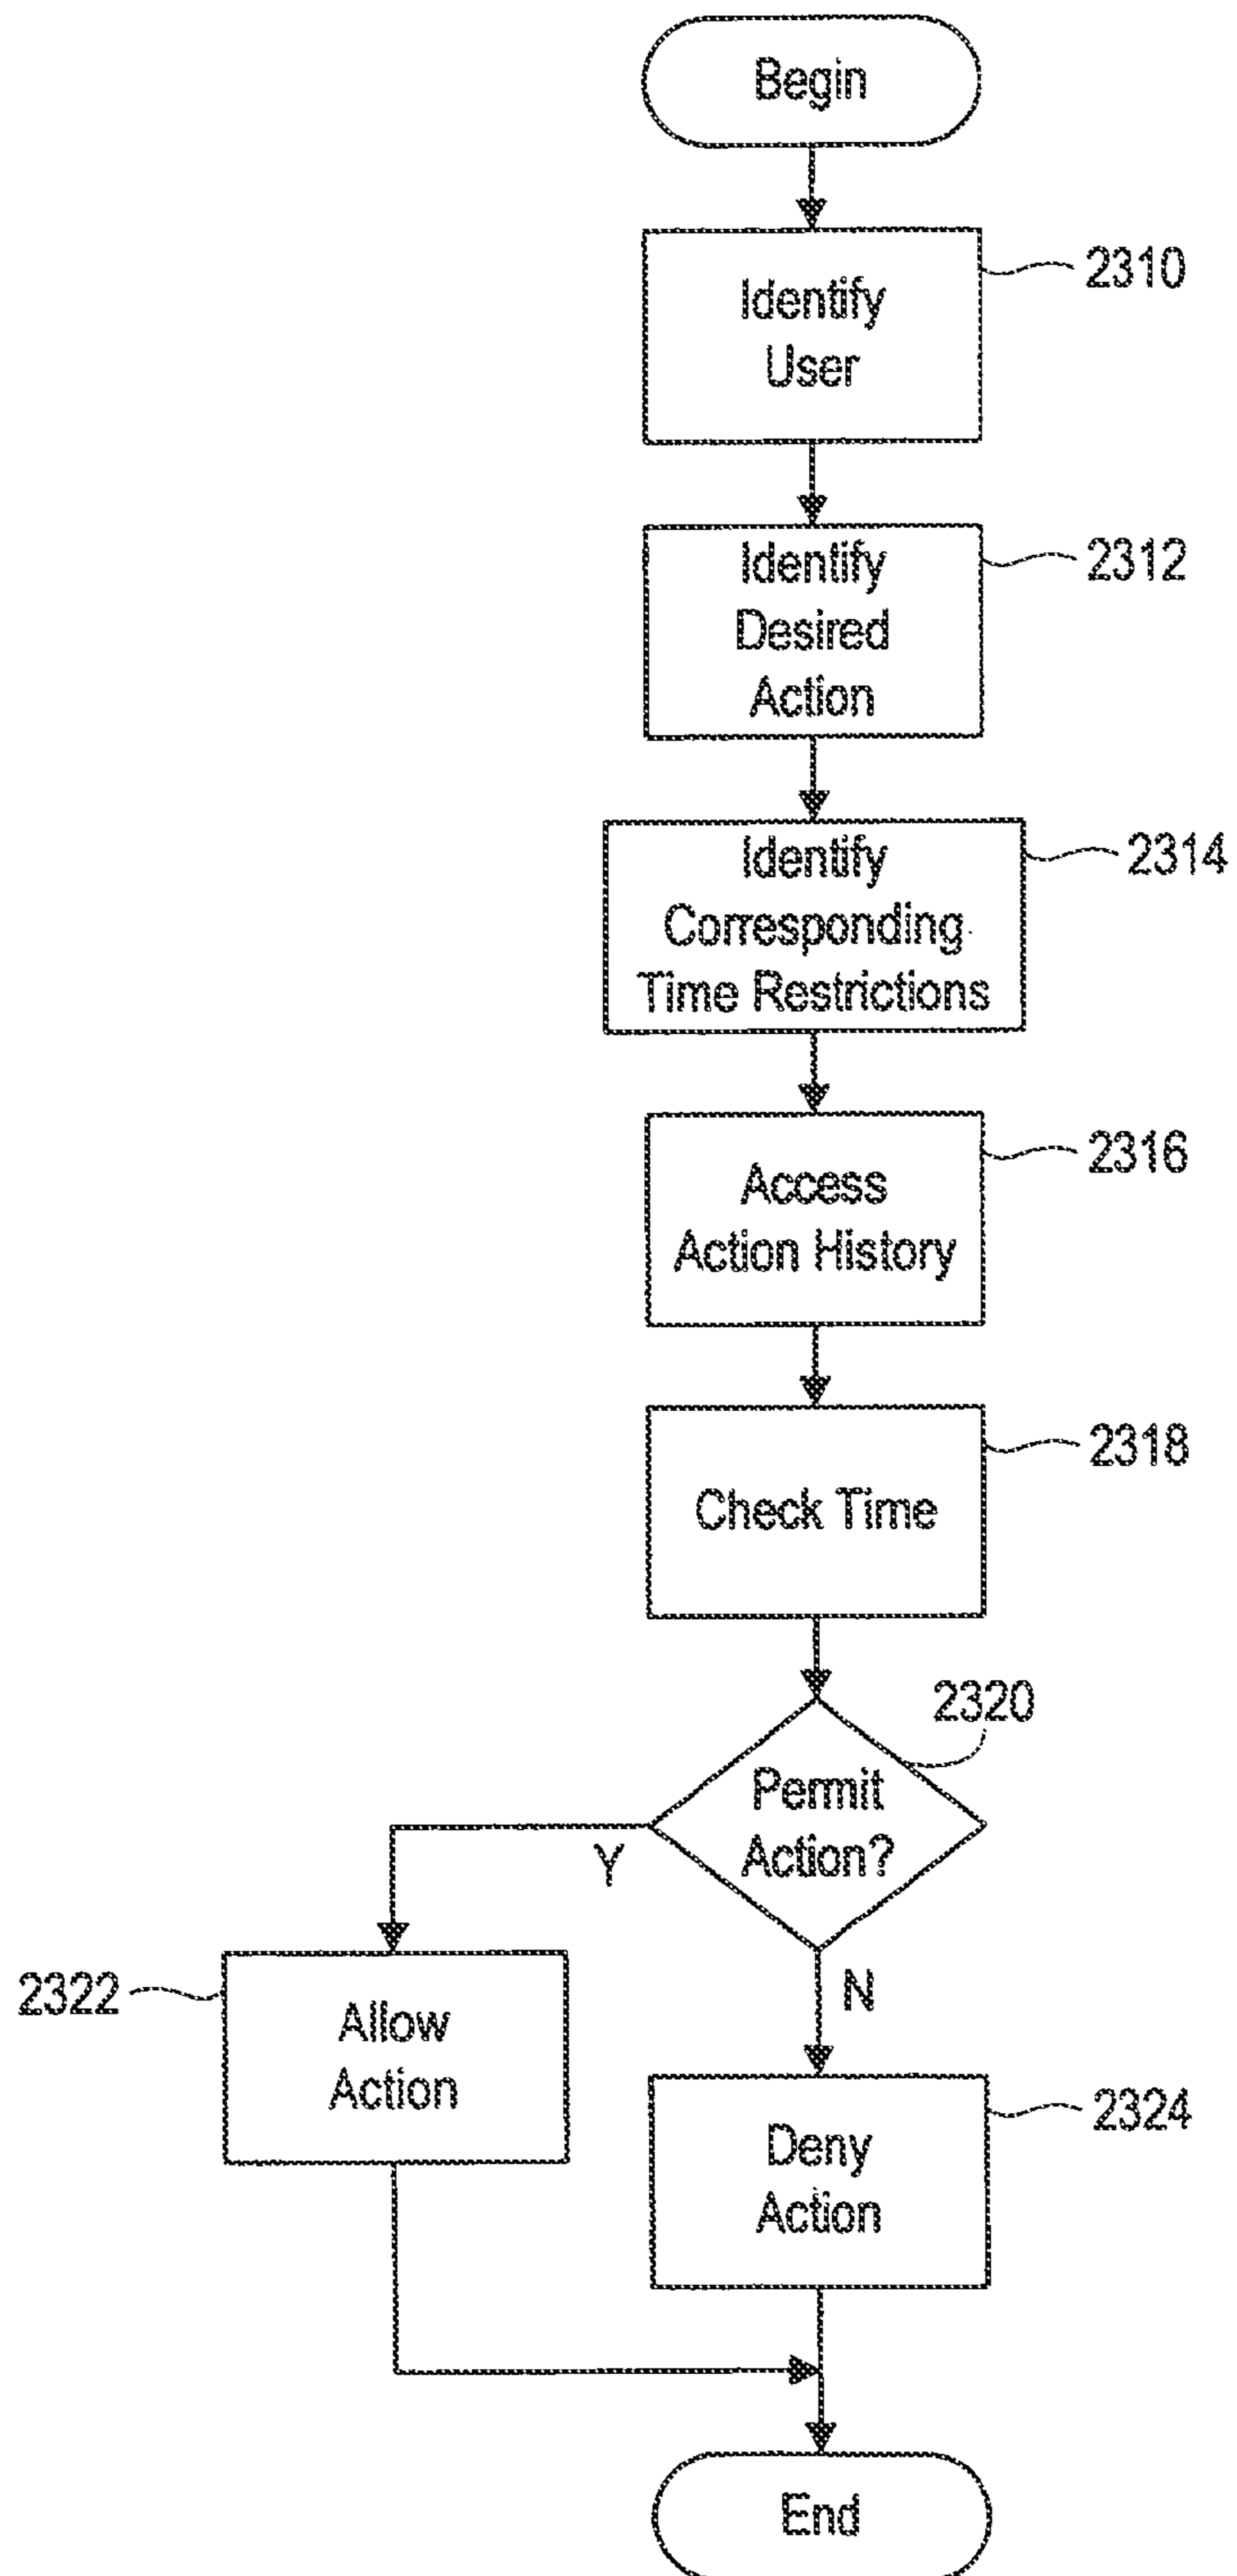 Begin
Identify
User
2310
Identify
Desired
Action
2312
Identify
Corresponding
Time Restrictions
2314
Access
Action History
2316
Check Time
2318
2320
Permit
Action?
Y
N
2322
Allow
Action
Deny
Action
2324
End